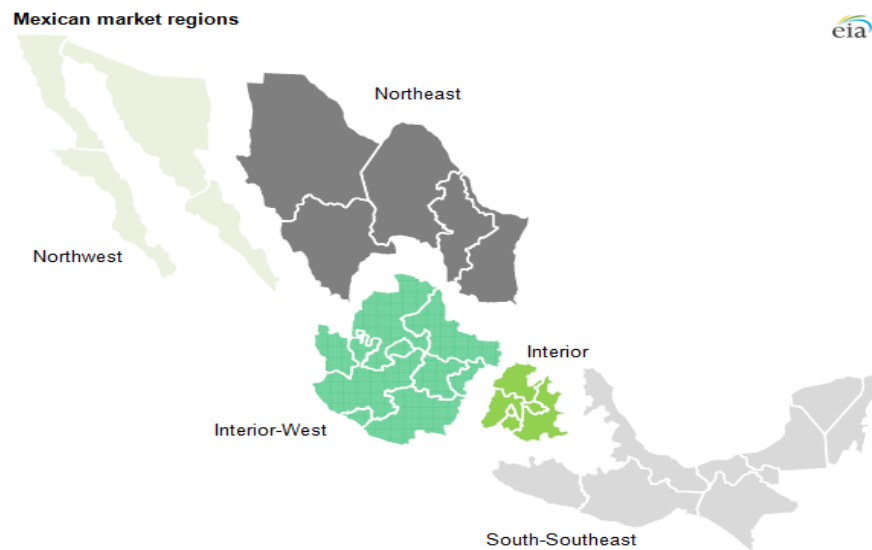 Mexican market regions
eia
Northeast
Northwest
Interior
Interior-West
South-Southeast